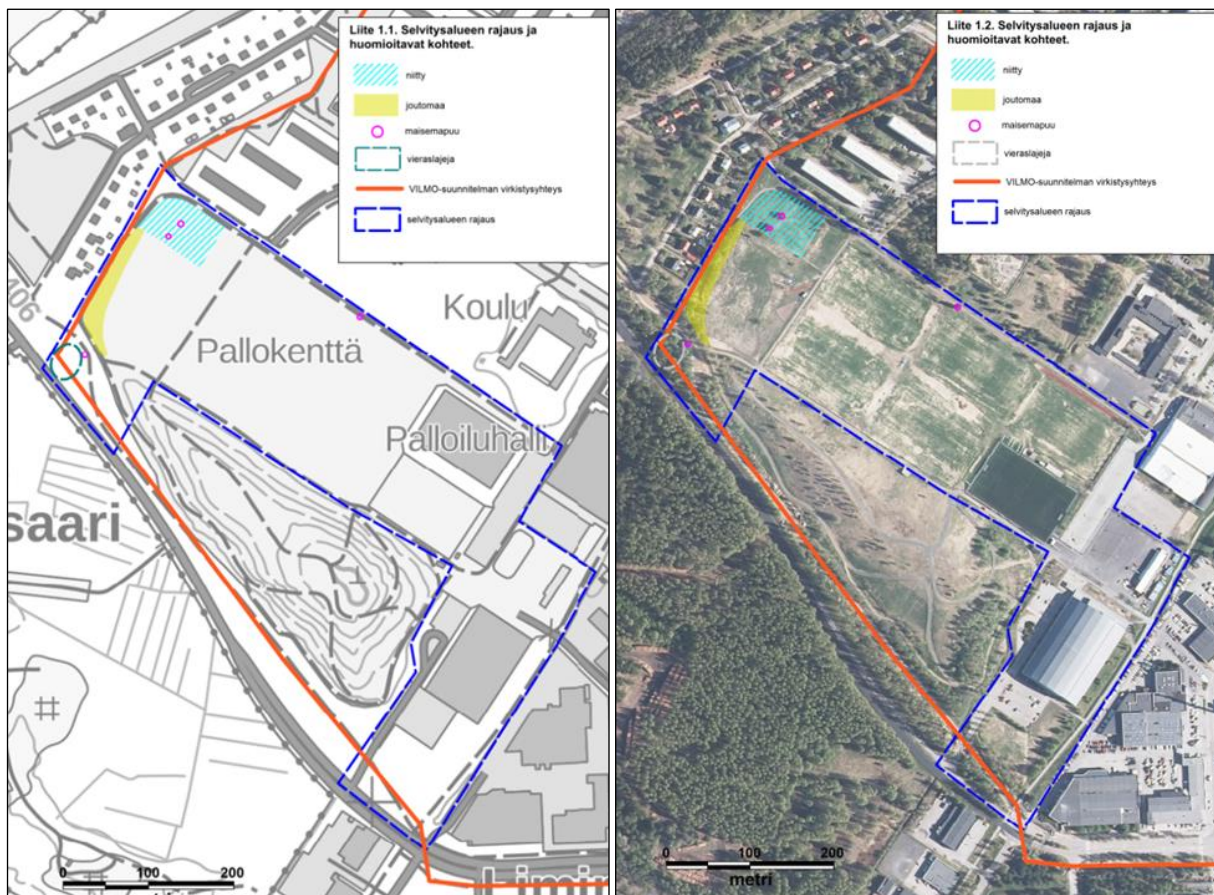 Liite 1.1. Selvitysalueen rajaus ja
huomioitavat kohteet.
niitty
joutomaa
maisemapuu
vieraslajeja
VILMO-suunnitelman virkistysyhteys
selvitysalueen rajaus
406
Koulu
Pallokenttä
Palloiluhalli
saari
0 100 200
Liite 1.2. Selvitysalueen rajaus ja
huomioitavat kohteet.
niitty
joutomaa
maisemapuu
vieraslajeja
VILMO-suunnitelman virkistysyhteys
selvitysalueen rajaus
0 100 200
metri